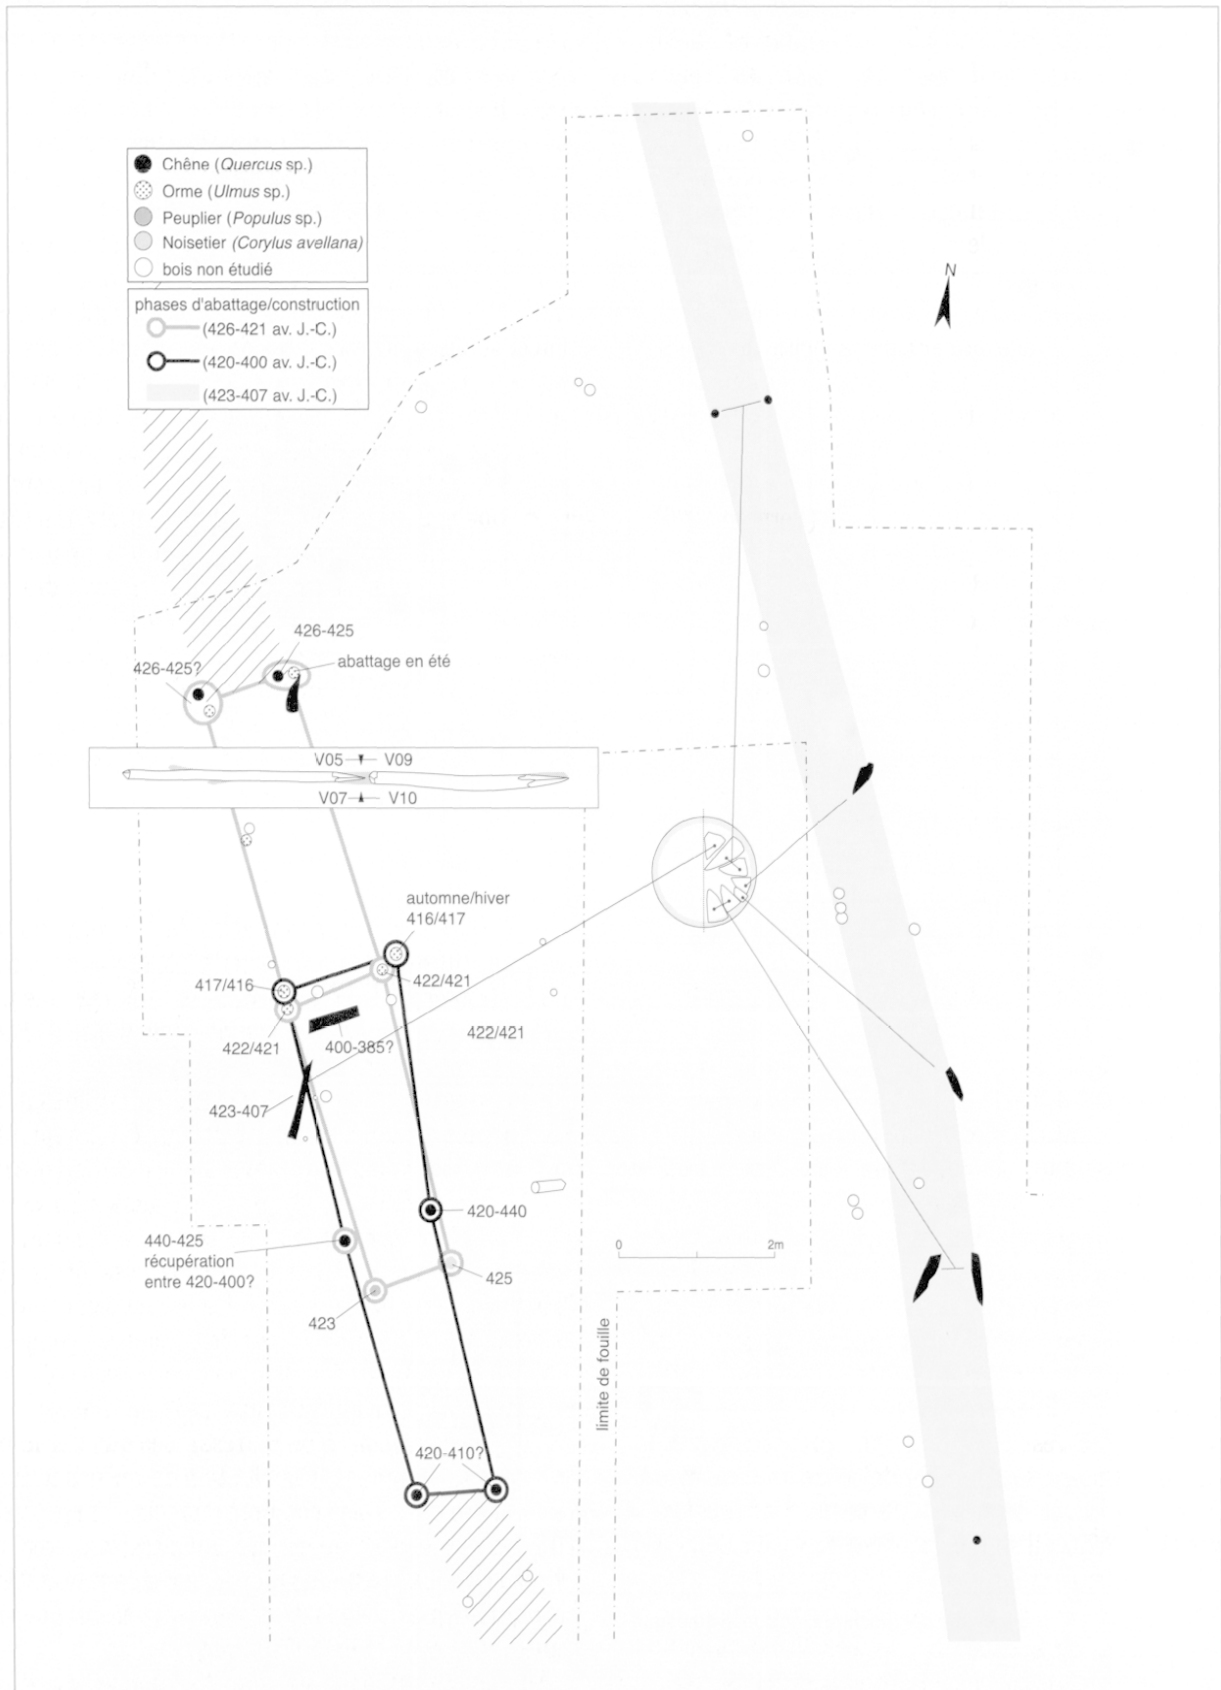 Chêne (Quercus sp.)
Orme (Ulmus sp.)
Peuplier (Populus sp.)
Noisetier (Corylus avellana)
bois non étudié
phases d'abattage/construction
(426-421 av. J.-C.)
(420-400 av. J.-C.)
(423-407 av. J.-C.)
N
426-425
426-425?
abattage en été
V05 V09
V07 V10
automne/hiver
416/417
417/416
422/421
422/421
400-385?
422/421
423-407
420-440
440-425
récupération
entre 420-400?
425
423
0 2m
limite de fouille
420-410?